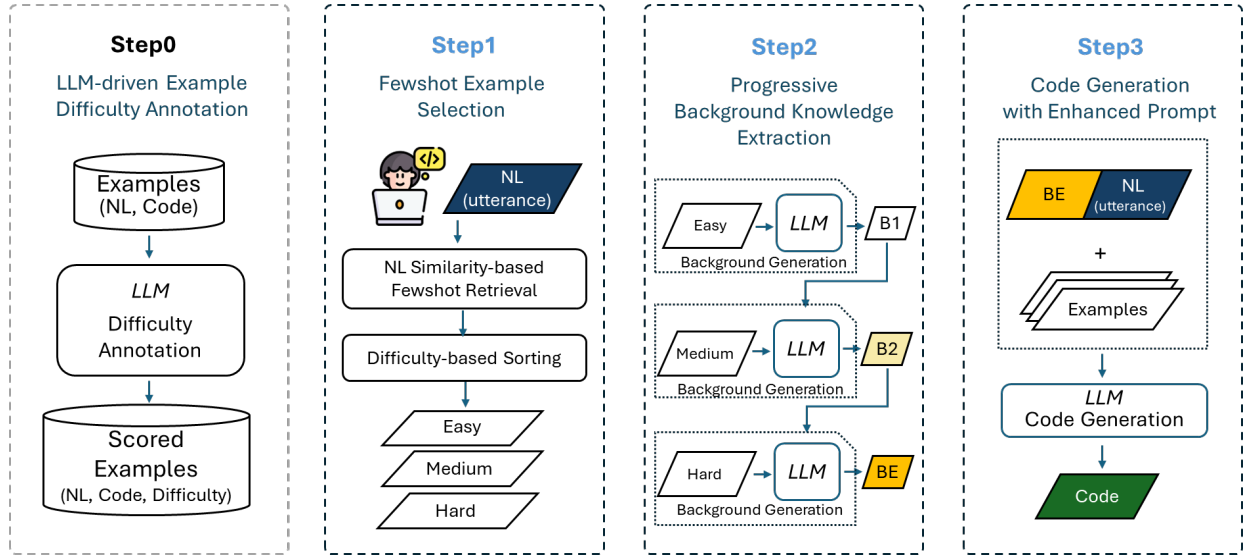 Step0
LLM-driven Example
Difficulty Annotation
Examples
(NL, Code)
LLM
Difficulty
Annotation
Scored
Examples
(NL, Code, Difficulty)
Step1
Fewshot Example
Selection
</>
NL
(utterance)
NL Similarity-based
Fewshot Retrieval
Difficulty-based Sorting
Easy
Medium
Hard
Step2
Progressive
Background Knowledge
Extraction
Easy
LLM
B1
Background Generation
Medium
LLM
B2
Background Generation
Hard
LLM
BE
Background Generation
Step3
Code Generation
with Enhanced Prompt
BE
NL
(utterance)
+
Examples
LLM
Code Generation
Code